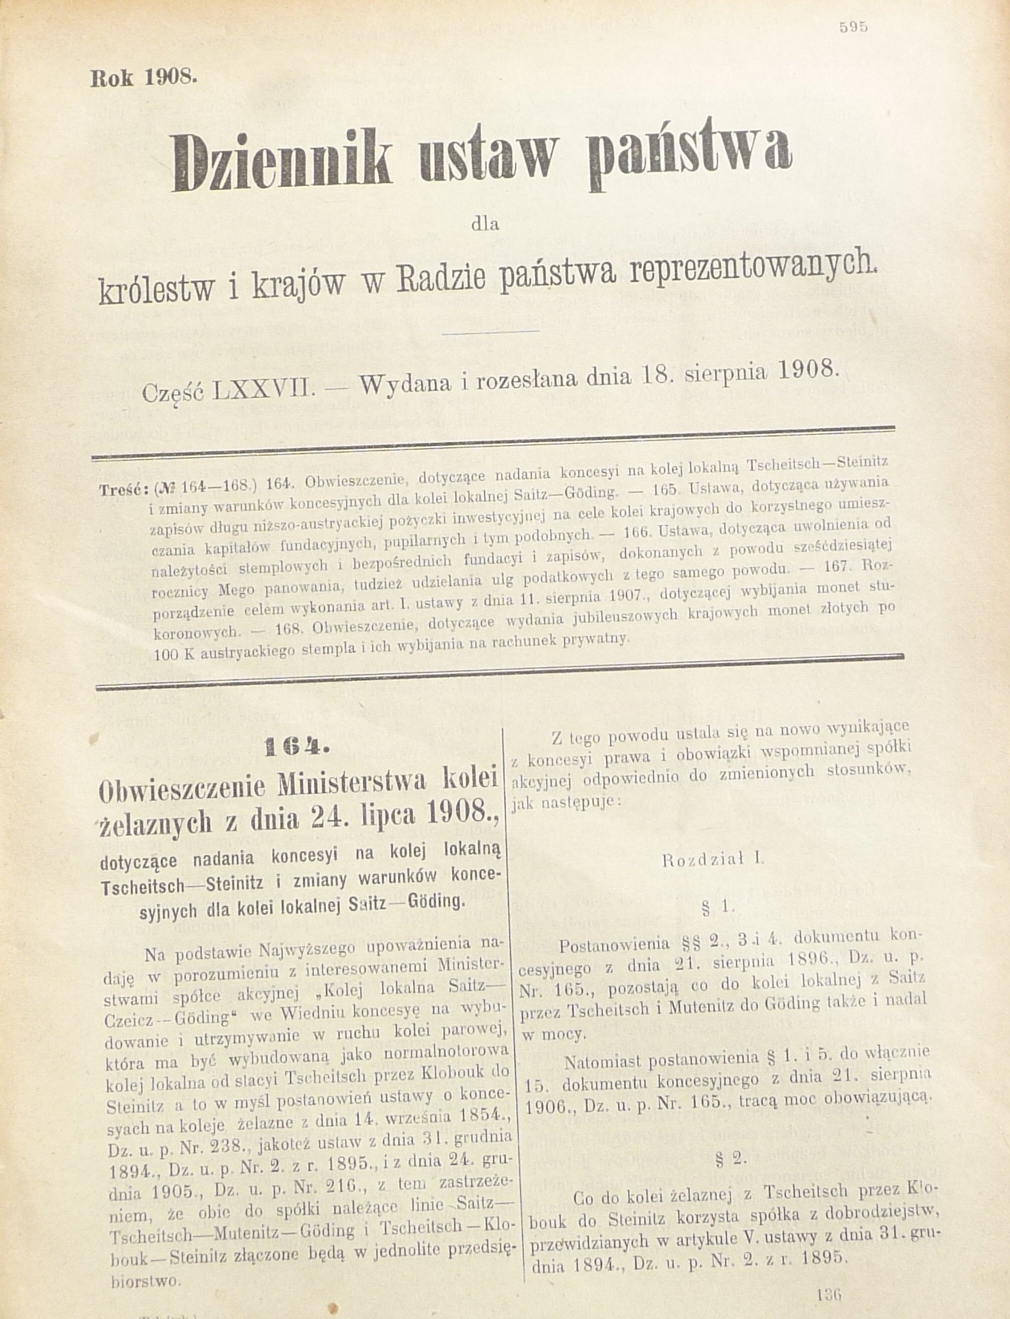 595
Rok 1908.
Dziennik ustaw państwa
dla
królestw i krajów w Radzie państwa reprezentowanych.
Część LXXVII. — Wydana i rozesłana dnia 18. sierpnia 1908.
Treść: (№ 164—168.) 164. Obwieszczenie, dotyczące nadania koncesyi na kolej lokalną Tscheitsch—Steinitz
i zmiany warunków koncesyjnych dla kolei lokalnej Saitz—Göding. — 165. Ustawa, dotycząca używania
zapisów długu niższo-austryackiej pożyczki inwestycyjnej na cele kolei krajowych do korzystnego umiesz-
czania kapitałów fundacyjnych, pupilarnych i tym podobnych. — 166. Ustawa, dotycząca uwolnienia od
należytości stemplowych i bezpośrednich fundacyi i zapisów, dokonanych z powodu sześćdziesiątej
rocznicy Mego panowania, tudzież udzielania ulg podatkowych z tego samego powodu. — 167. Roz-
porządzenie celem wykonania art. I. ustawy z dnia 11. sierpnia 1907., dotyczącej wybijania monet stu-
koronowych. — 168. Obwieszczenie, dotyczące wydania jubileuszowych krajowych monet złotych po
100 K austryackiego stempla i ich wybijania na rachunek prywatny.
164.
Obwieszczenie Ministerstwa kolei
żelaznych z dnia 24. lipca 1908.,
dotyczące nadania koncesyi na kolej lokalną
Tscheitsch—Steinitz i zmiany warunków konce-
syjnych dla kolei lokalnej Saitz—Göding.
Na podstawie Najwyższego upoważnienia na-
daję w porozumieniu z interesowanemi Minister-
stwami spółce akcyjnej „Kolej lokalna Saitz—
Czeicz—Göding" we Wiedniu koncesyę na wybu-
dowanie i utrzymywanie w ruchu kolei parowej,
która ma być wybudowaną jako normalnotorowa
kolej lokalna od stacyi Tscheitsch przez Klobouk do
Steinitz a to w myśl postanowień ustawy o konce-
syach na koleje żelazne z dnia 14. września 1854.,
Dz. u. p. Nr. 238., jakoteż ustaw z dnia 31. grudnia
1894., Dz. u. p. Nr. 2. z r. 1895., i z dnia 24. gru-
dnia 1905., Dz. u. p. Nr. 216., z tem zastrzeże-
niem, że obie do spółki należące linie Saitz—
Tscheitsch—Mutenitz—Göding i Tscheitsch—Klo-
bouk—Steinitz złączone będą w jednolite przedsię-
biorstwo.
Z tego powodu ustala się na nowo wynikające
z koncesyi prawa i obowiązki wspomnianej spółki
akcyjnej odpowiednio do zmienionych stosunków,
jak następuje:
Rozdział I.
§ 1.
Postanowienia §§ 2., 3 .i 4. dokumentu kon-
cesyjnego z dnia 21. sierpnia 1896., Dz. u. p.
Nr. 165., pozostają co do kolei lokalnej z Saitz
przez Tscheitsch i Mutenitz do Göding także i nadal
w mocy.
Natomiast postanowienia § 1. i 5. do włącznie
15. dokumentu koncesyjnego z dnia 21. sierpnia
1906., Dz. u. p. Nr. 165., tracą moc obowiązującą.
§ 2.
Co do kolei żelaznej z Tscheitsch przez Klo-
bouk do Steinitz korzysta spółka z dobrodziejstw,
przewidzianych w artykule V. ustawy z dnia 31. gru-
dnia 1894., Dz. u. p. Nr. 2. z r. 1895.
136